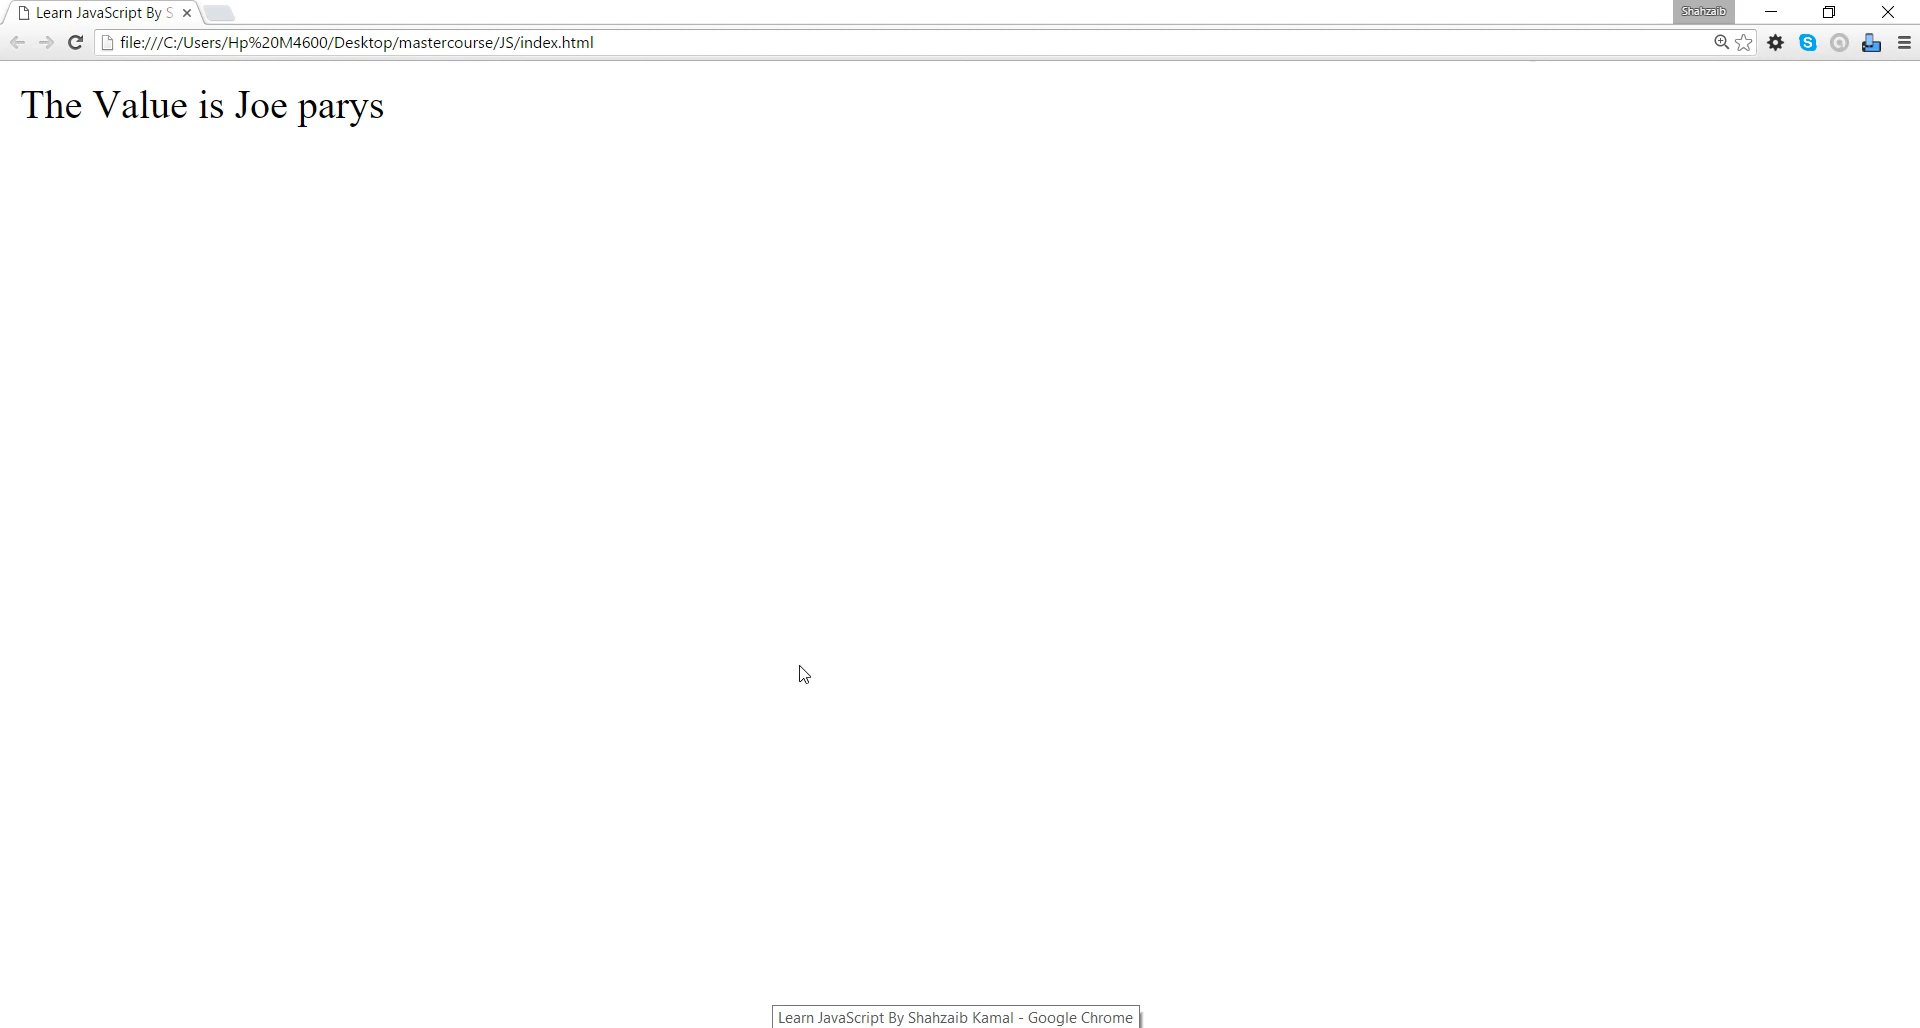 Learn JavaScript By S
Shahzaib
file:///C:/Users/Hp%20M4600/Desktop/mastercourse/JS/index.html
The Value is Joe parys
Learn JavaScript By Shahzaib Kamal - Google Chrome